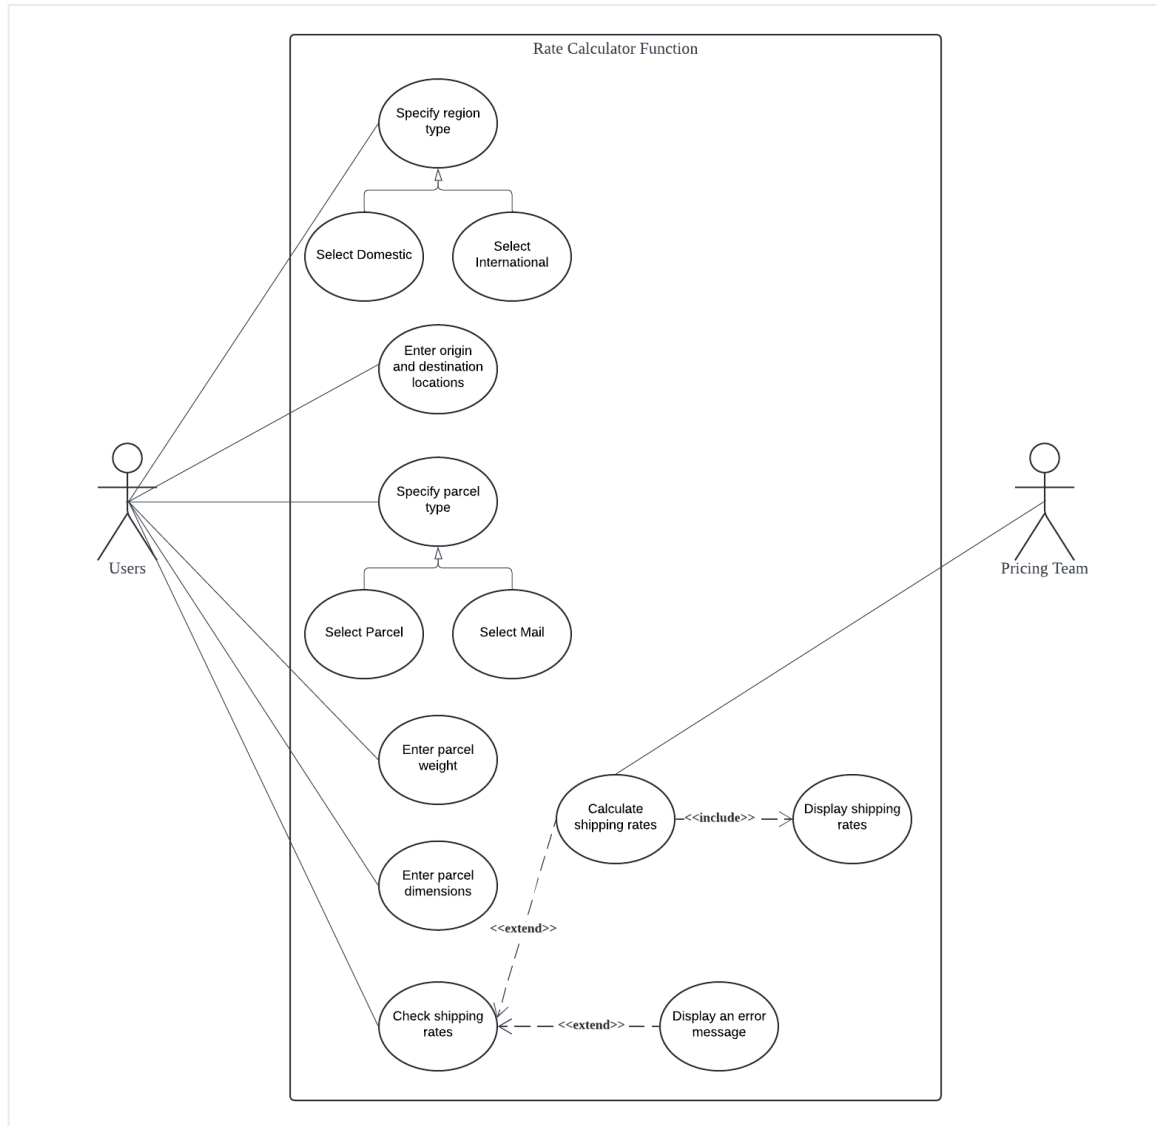 Rate Calculator Function
Specify region
type
Select Domestic
Select
International
Enter origin
and destination
locations
Users
Specify parcel
type
Pricing Team
Select Parcel
Select Mail
Enter parcel
weight
Calculate
shipping rates
<<include>>
Display shipping
rates
Enter parcel
dimensions
<<extend>>
Check shipping
rates
<<extend>>
Display an error
message